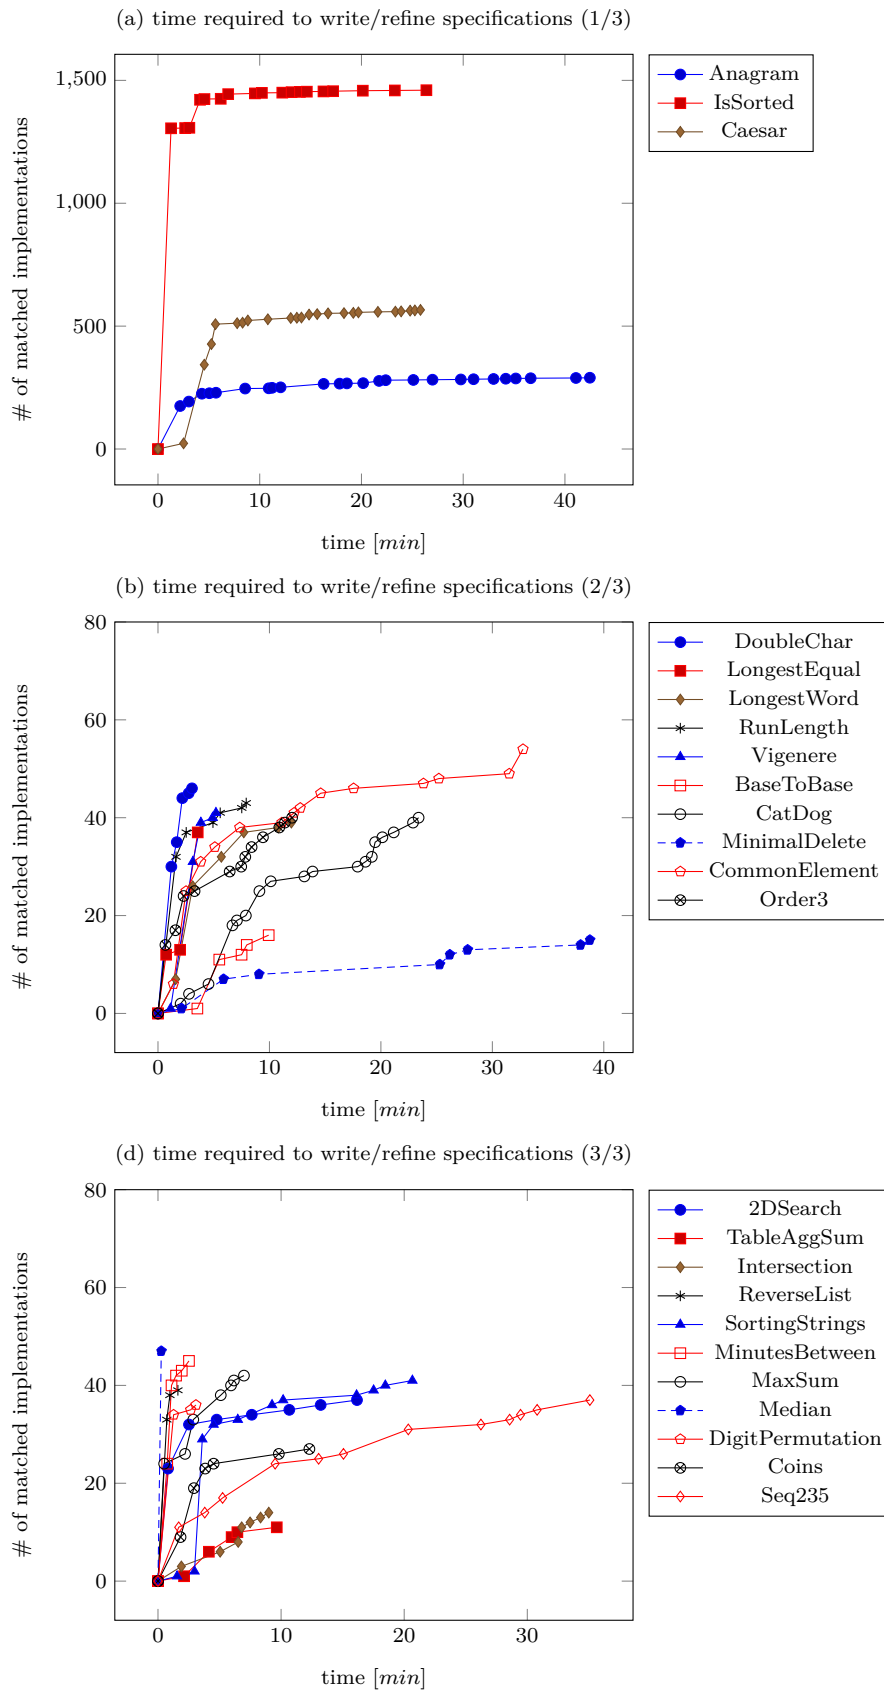 (a) time required to write/refine specifications (1/3)
1,500
1,000
500
0
# of matched implementations
0 10 20 30 40
time [min]
Anagram
IsSorted
Caesar
(b) time required to write/refine specifications (2/3)
80
60
40
20
0
# of matched implementations
0 10 20 30 40
time [min]
DoubleChar
LongestEqual
LongestWord
RunLength
Vigenere
BaseToBase
CatDog
MinimalDelete
CommonElement
Order3
(d) time required to write/refine specifications (3/3)
80
60
40
20
0
# of matched implementations
0 10 20 30
time [min]
2DSearch
TableAggSum
Intersection
ReverseList
SortingStrings
MinutesBetween
MaxSum
Median
DigitPermutation
Coins
Seq235